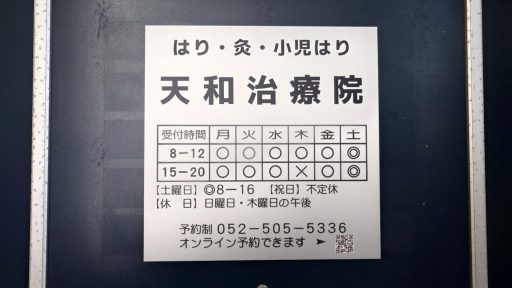 はり・灸・小児はり
天和治療院
受付時間 月 火 水 木 金 土
8-12 ○ ○ ○ ○ ○ ◎
15-20 ○ ○ ○ × ○ ◎
【土曜日】◎8-16 【祝日】不定休
【休 日】日曜日・木曜日の午後
予約制 052-505-5336
オンライン予約できます ➤